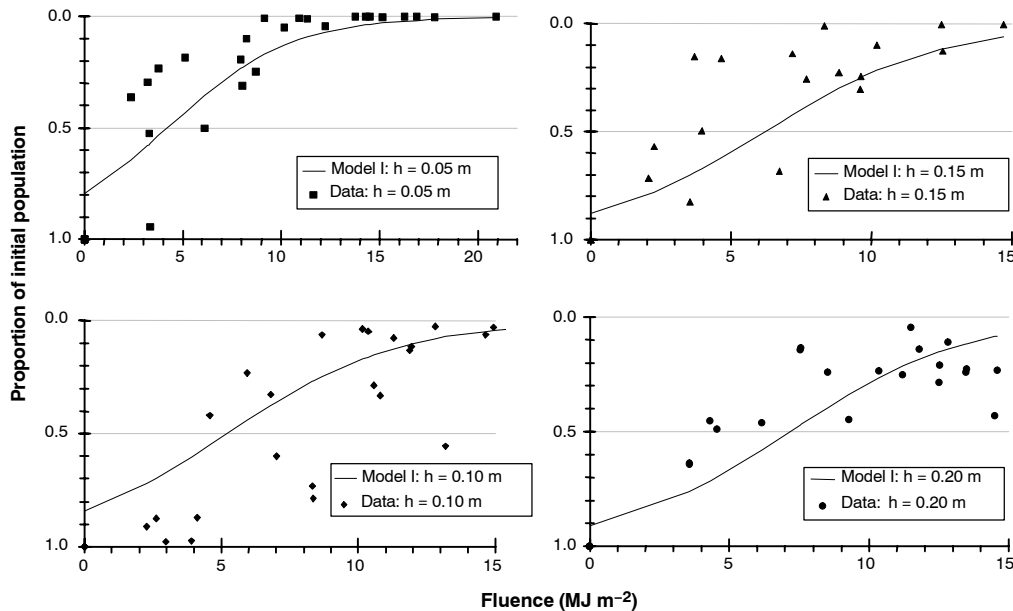 Proportion of initial population
0.0
0.5
1.0
0
5
10
15
20
Model I: h = 0.05 m
Data: h = 0.05 m
0.0
0.5
1.0
0
5
10
15
Model I: h = 0.15 m
Data: h = 0.15 m
0.0
0.5
1.0
0
5
10
15
Model I: h = 0.10 m
Data: h = 0.10 m
0.0
0.5
1.0
0
5
10
15
Model I: h = 0.20 m
Data: h = 0.20 m
Fluence (MJ m⁻²)